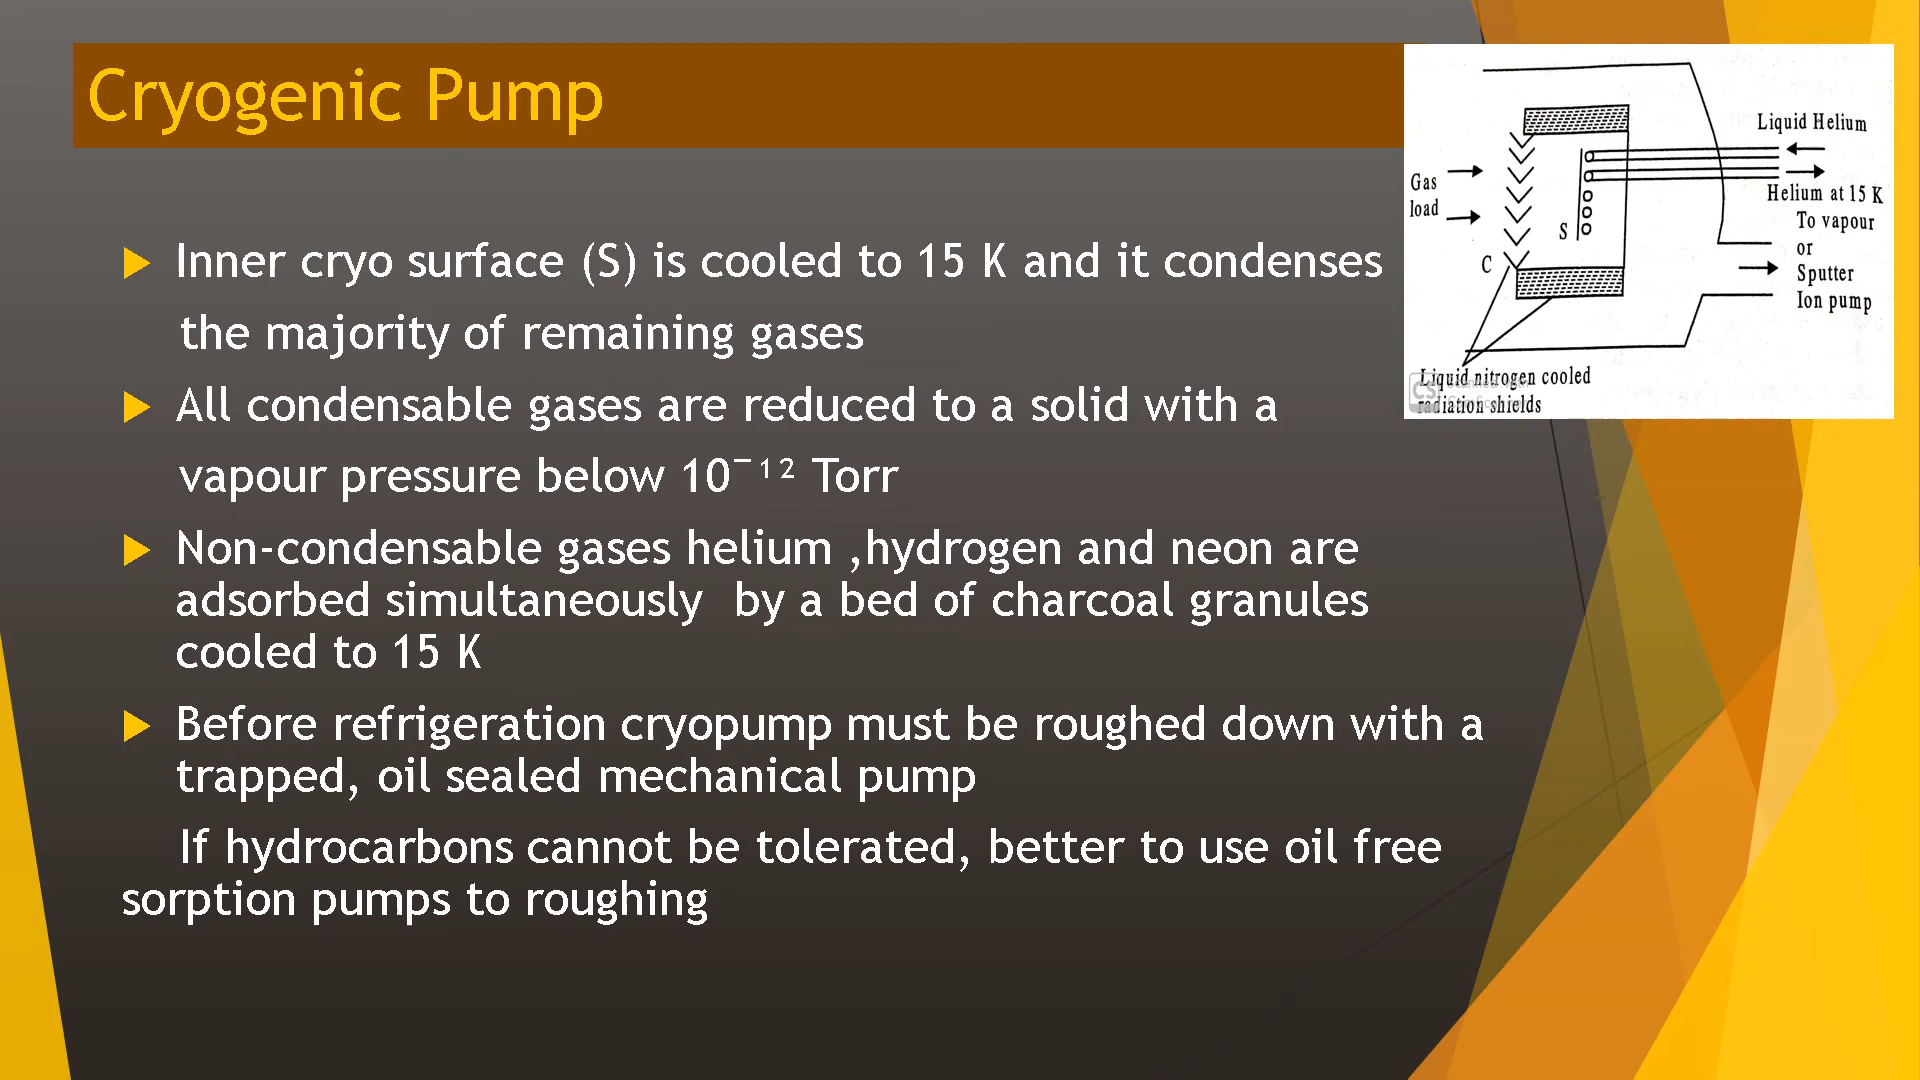 Cryogenic Pump
Inner cryo surface (S) is cooled to 15 K and it condenses
the majority of remaining gases
All condensable gases are reduced to a solid with a
vapour pressure below 10⁻¹² Torr
Non-condensable gases helium ,hydrogen and neon are
adsorbed simultaneously by a bed of charcoal granules
cooled to 15 K
Before refrigeration cryopump must be roughed down with a
trapped, oil sealed mechanical pump
If hydrocarbons cannot be tolerated, better to use oil free
sorption pumps to roughing
Liquid Helium
Gas
load
Helium at 15 K
To vapour
or
Sputter
Ion pump
S
C
Liquid nitrogen cooled
radiation shields
CS